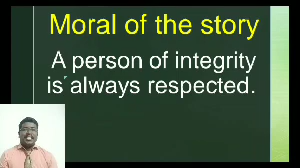 Moral of the story
A person of integrity
is always respected.